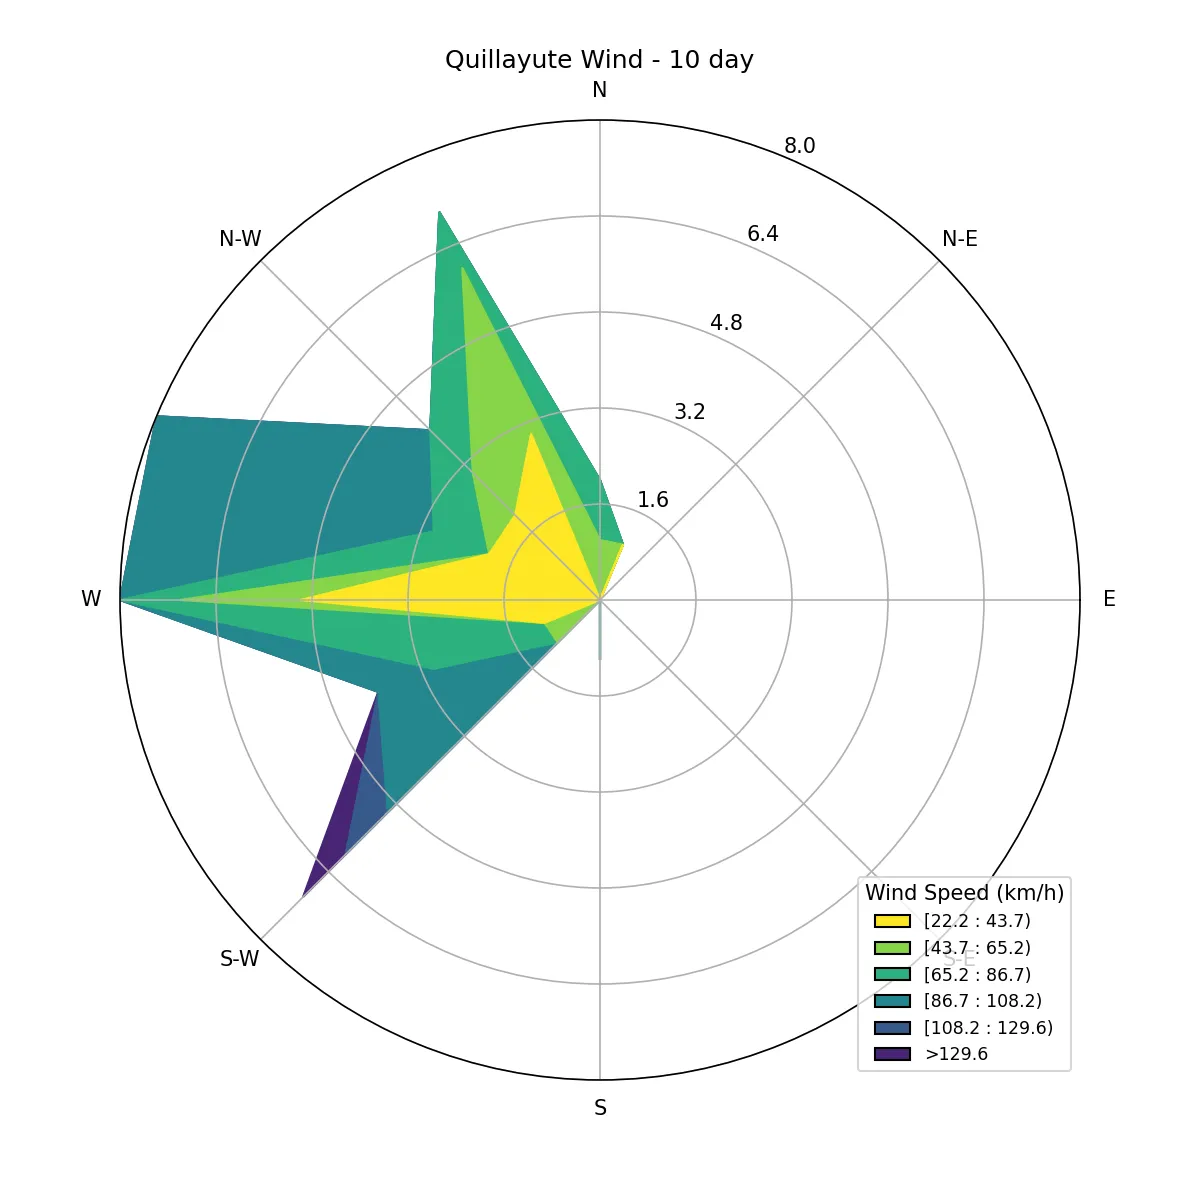 Quillayute Wind - 10 day
N
8.0
N-W
N-E
6.4
4.8
3.2
1.6
W
E
S-W
S-E
S
Wind Speed (km/h)
[22.2 : 43.7)
[43.7 : 65.2)
[65.2 : 86.7)
[86.7 : 108.2)
[108.2 : 129.6)
>129.6